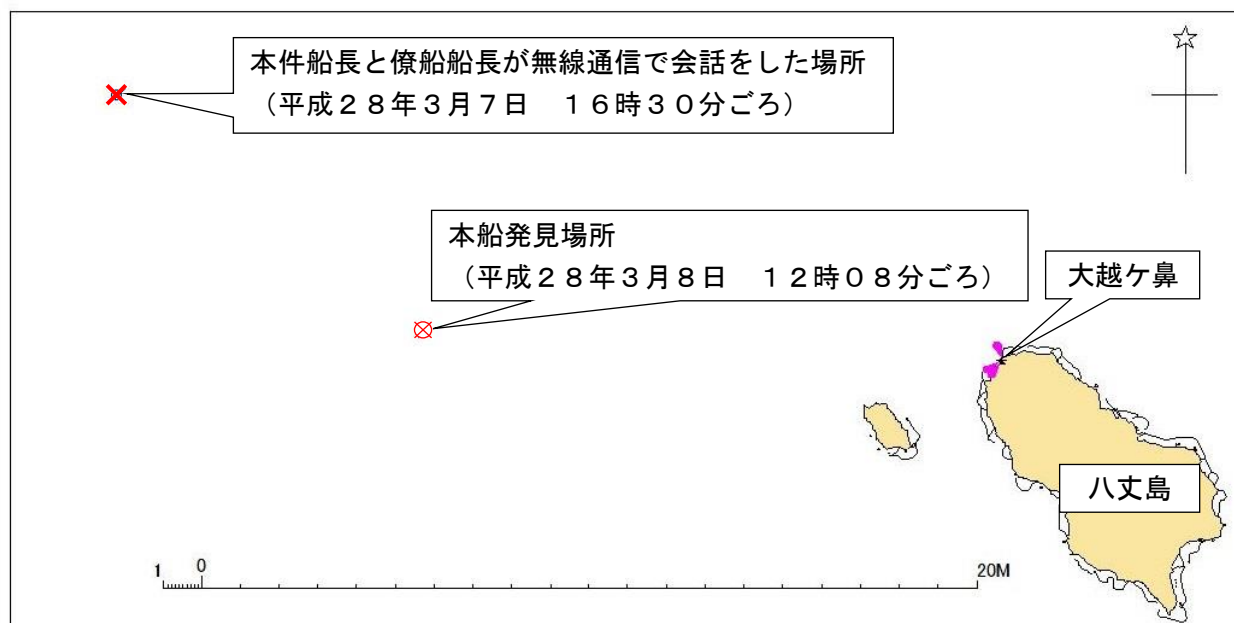 本件船長と僚船船長が無線通信で会話をした場所
（平成２８年３月７日　１６時３０分ごろ）
本船発見場所
（平成２８年３月８日　１２時０８分ごろ）
大越ケ鼻
八丈島
1 0 20M